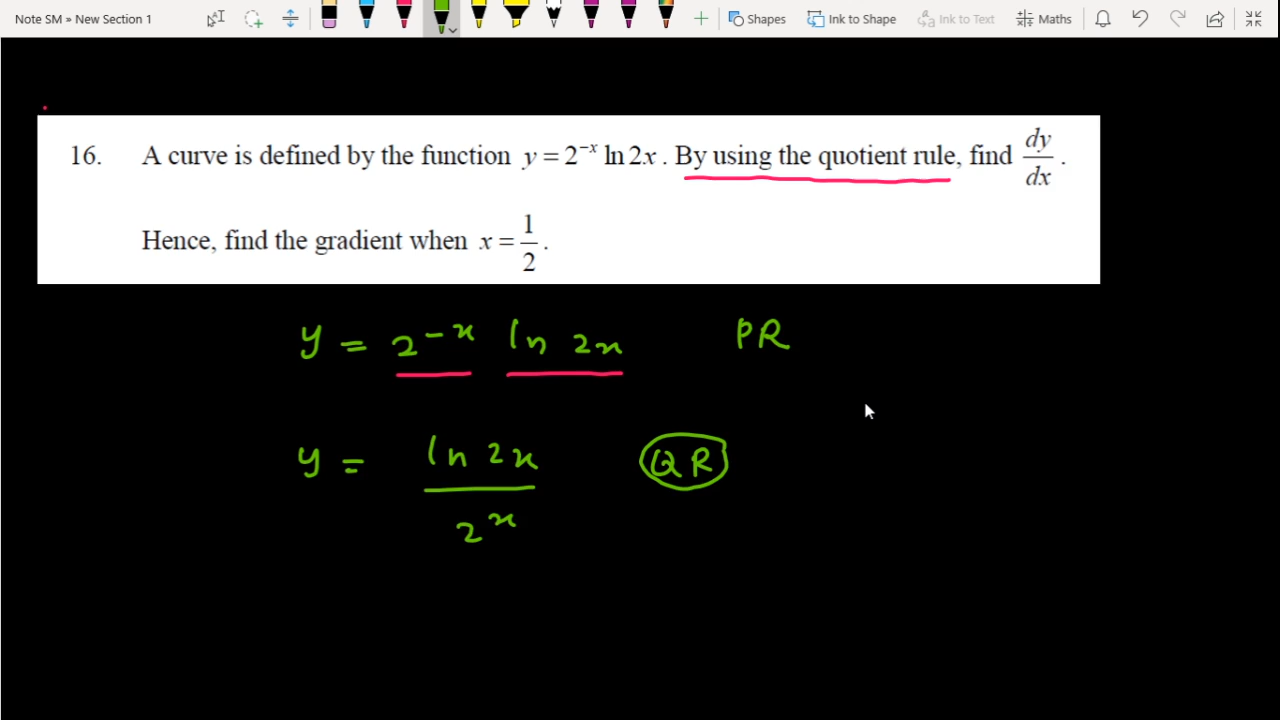 Note SM » New Section 1 Shapes Ink to Shape Ink to Text Maths
16. A curve is defined by the function y = 2⁻ˣ ln 2x . By using the quotient rule, find dy/dx .
Hence, find the gradient when x = 1/2 .
y = 2⁻ˣ ln 2x PR
y = ln 2x / 2ˣ QR